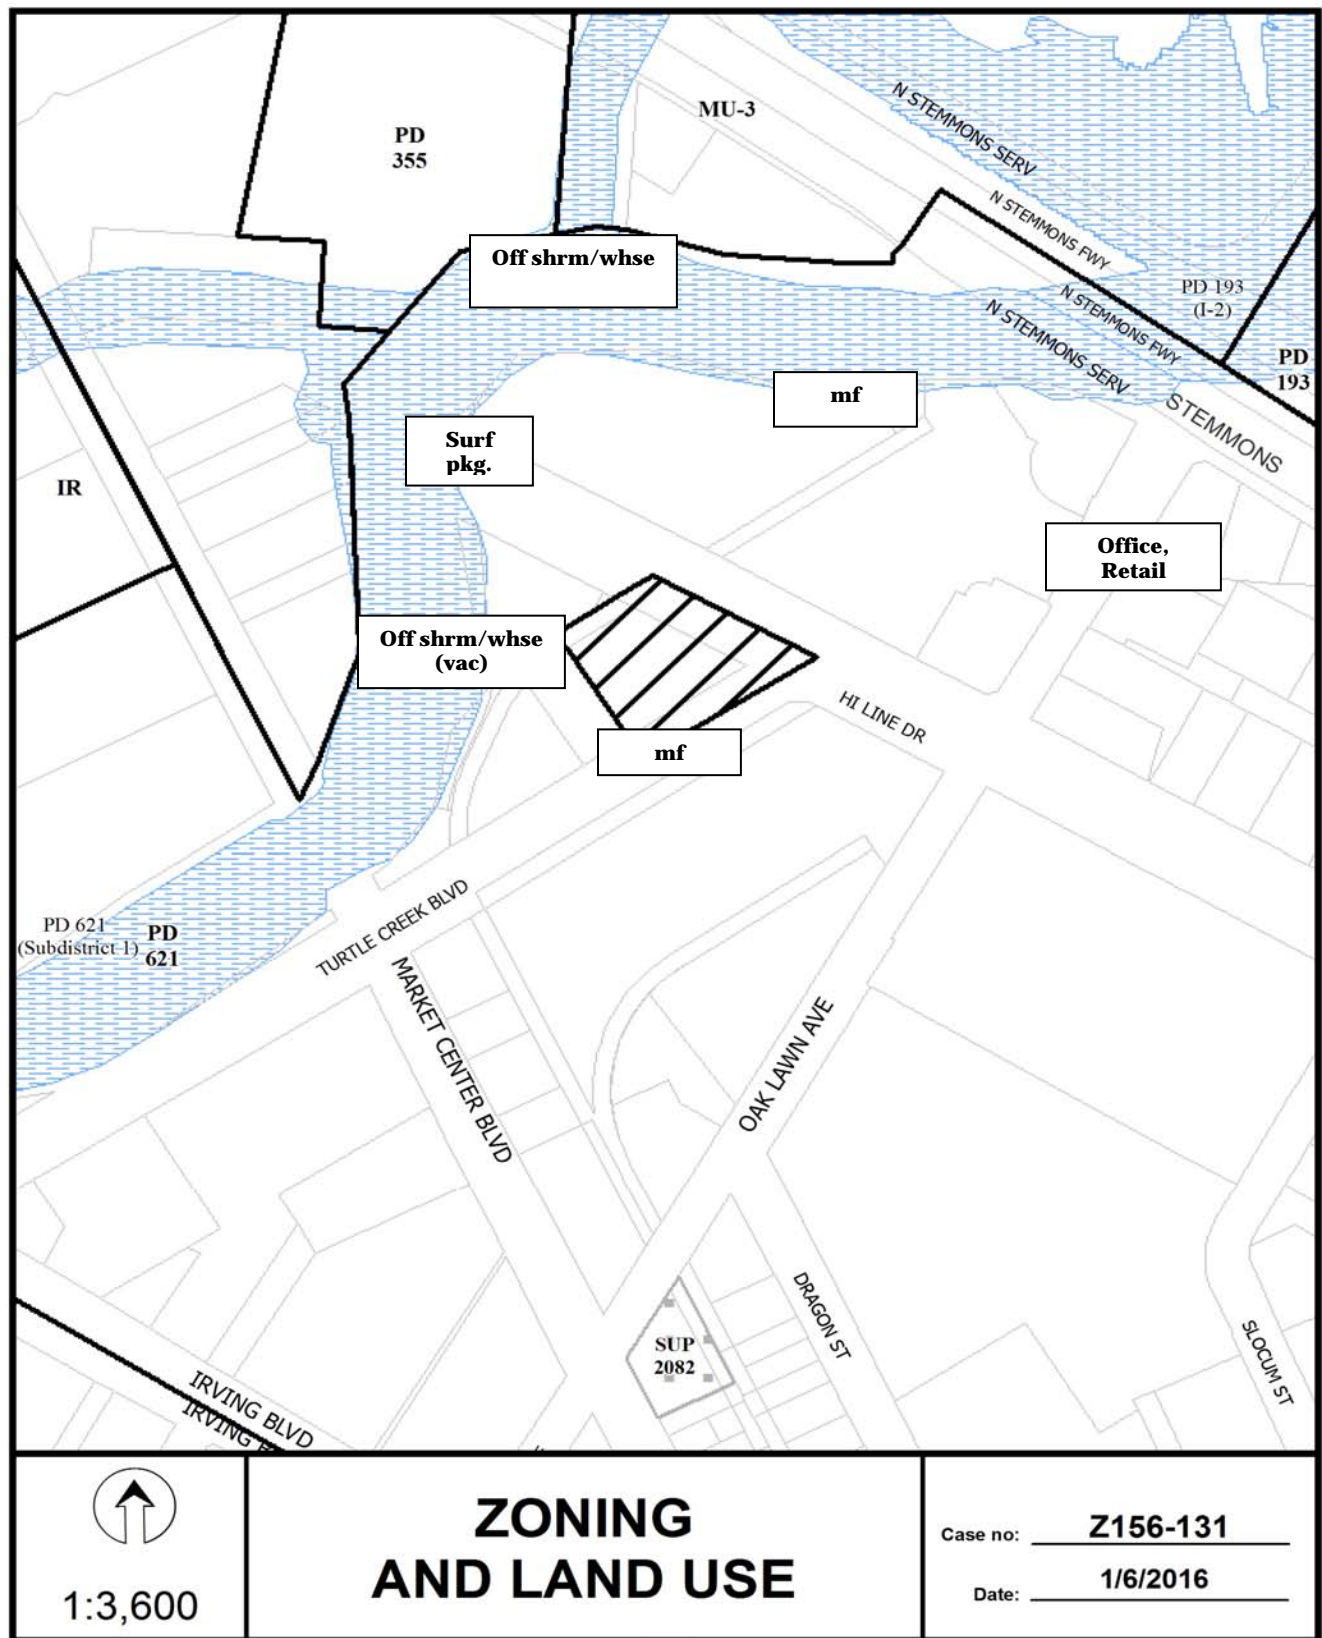 MU-3
N STEMMONS SERV
PD
355
N STEMMONS FWY
Off shrm/whse
PD 193
(I-2)
N STEMMONS FWY
N STEMMONS SERV
PD
193
mf
STEMMONS
Surf
pkg.
IR
Office,
Retail
Off shrm/whse
(vac)
HI LINE DR
mf
TURTLE CREEK BLVD
PD 621
(Subdistrict 1)
PD
621
MARKET CENTER BLVD
OAK LAWN AVE
DRAGON ST
SUP
2082
SLOCUM ST
IRVING BLVD
IRVING
1:3,600
ZONING
AND LAND USE
Case no: Z156-131
Date: 1/6/2016